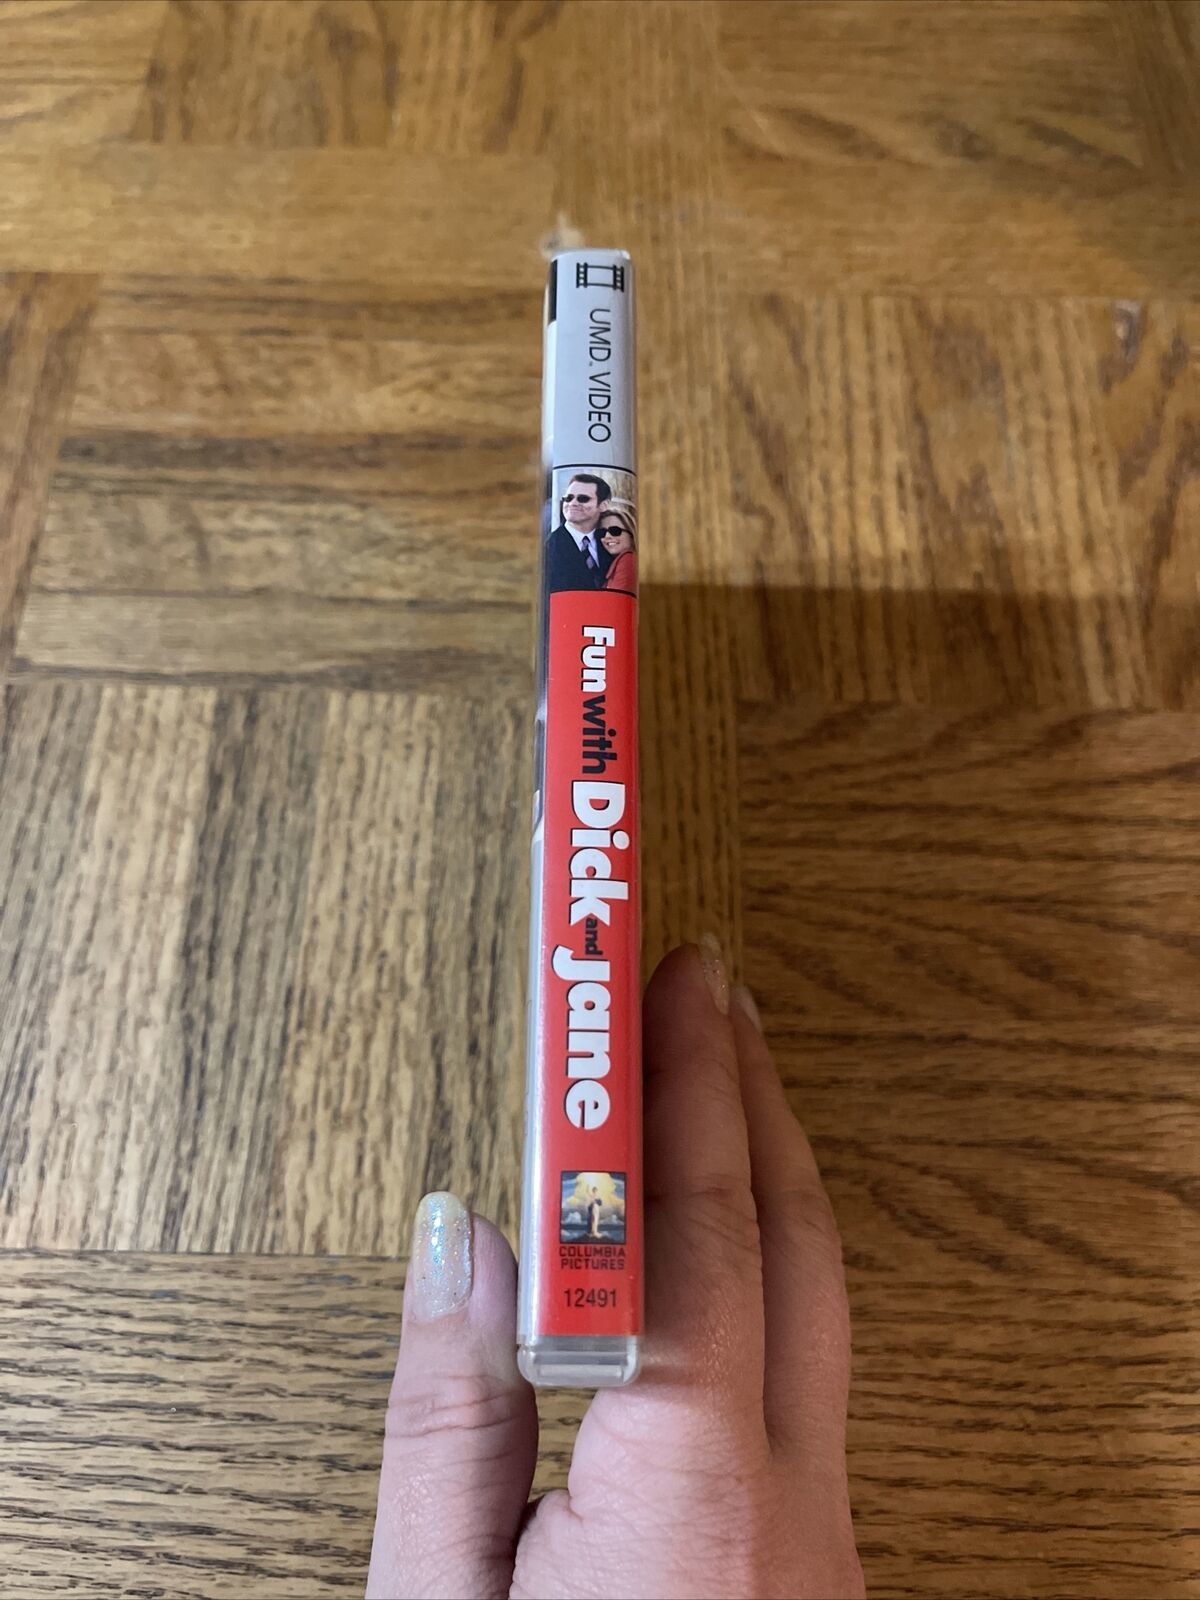 UMD. VIDEO
Fun with Dick and Jane
COLUMBIA
PICTURES
12491